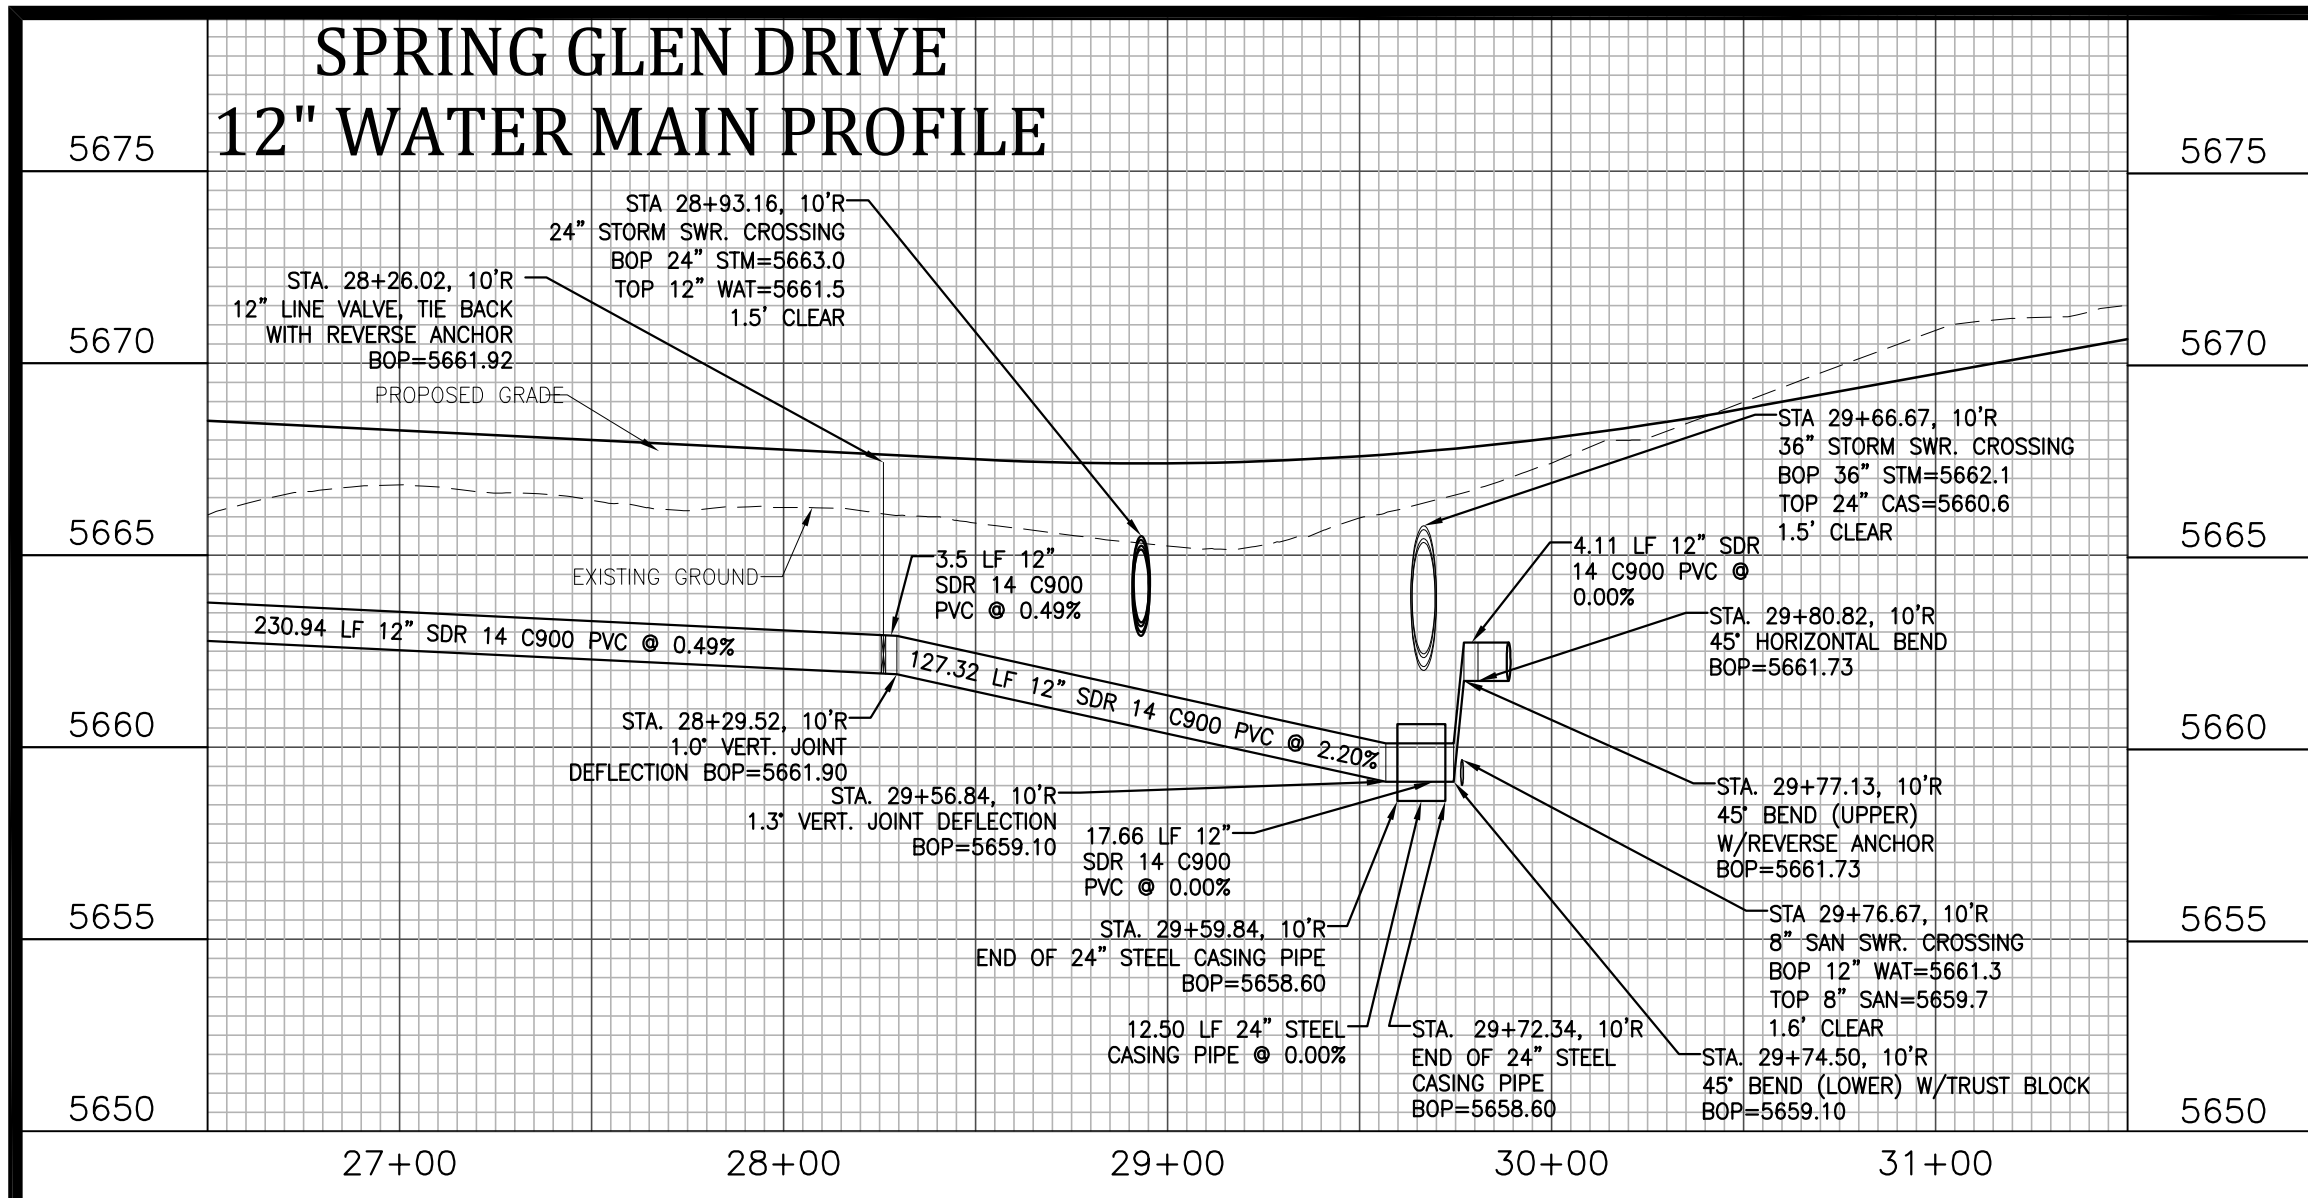 SPRING GLEN DRIVE
12" WATER MAIN PROFILE
5675
5670
5665
5660
5655
5650
STA 28+93.16, 10'R
24" STORM SWR. CROSSING
BOP 24" STM=5663.0
TOP 12" WAT=5661.5
1.5' CLEAR
STA. 28+26.02, 10'R
12" LINE VALVE, TIE BACK
WITH REVERSE ANCHOR
BOP=5661.92
PROPOSED GRADE
EXISTING GROUND
3.5 LF 12"
SDR 14 C900
PVC @ 0.49%
230.94 LF 12" SDR 14 C900 PVC @ 0.49%
127.32 LF 12" SDR 14 C900 PVC @ 2.20%
STA. 28+29.52, 10'R
1.0° VERT. JOINT
DEFLECTION BOP=5661.90
STA. 29+56.84, 10'R
1.3° VERT. JOINT DEFLECTION
BOP=5659.10
17.66 LF 12"
SDR 14 C900
PVC @ 0.00%
STA. 29+59.84, 10'R
END OF 24" STEEL CASING PIPE
BOP=5658.60
12.50 LF 24" STEEL
CASING PIPE @ 0.00%
STA. 29+72.34, 10'R
END OF 24" STEEL
CASING PIPE
BOP=5658.60
STA 29+66.67, 10'R
36" STORM SWR. CROSSING
BOP 36" STM=5662.1
TOP 24" CAS=5660.6
1.5' CLEAR
4.11 LF 12" SDR
14 C900 PVC @
0.00%
STA. 29+80.82, 10'R
45° HORIZONTAL BEND
BOP=5661.73
STA. 29+77.13, 10'R
45° BEND (UPPER)
W/REVERSE ANCHOR
BOP=5661.73
STA 29+76.67, 10'R
8" SAN SWR. CROSSING
BOP 12" WAT=5661.3
TOP 8" SAN=5659.7
1.6' CLEAR
STA. 29+74.50, 10'R
45° BEND (LOWER) W/TRUST BLOCK
BOP=5659.10
5675
5670
5665
5660
5655
5650
27+00
28+00
29+00
30+00
31+00